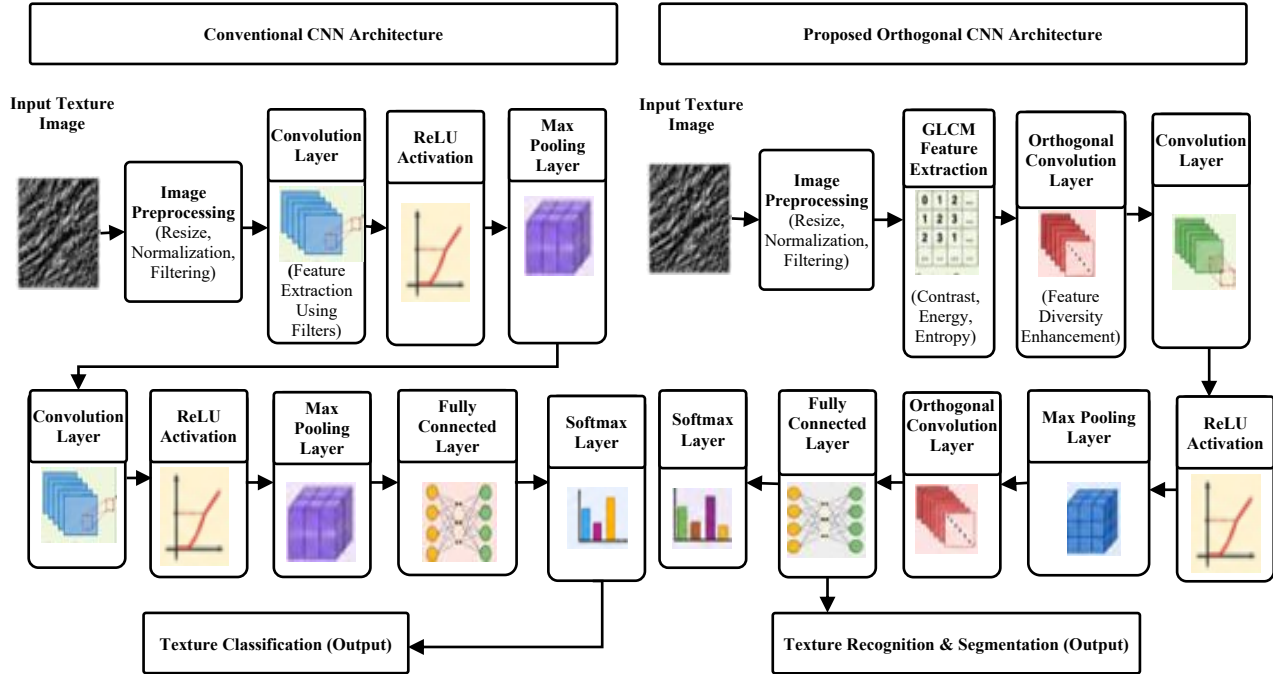 Conventional CNN Architecture
Proposed Orthogonal CNN Architecture
Input Texture
Image
Image
Preprocessing
(Resize,
Normalization,
Filtering)
Convolution
Layer
(Feature
Extraction
Using
Filters)
ReLU
Activation
Max
Pooling
Layer
Convolution
Layer
ReLU
Activation
Max
Pooling
Layer
Fully
Connected
Layer
Softmax
Layer
Texture Classification (Output)
Input Texture
Image
Image
Preprocessing
(Resize,
Normalization,
Filtering)
GLCM
Feature
Extraction
0 1 2 ...
1 2 3 ...
2 3 1 ...
... ... ... ...
(Contrast,
Energy,
Entropy)
Orthogonal
Convolution
Layer
(Feature
Diversity
Enhancement)
Convolution
Layer
ReLU
Activation
Max Pooling
Layer
Orthogonal
Convolution
Layer
Fully
Connected
Layer
Softmax
Layer
Texture Recognition & Segmentation (Output)